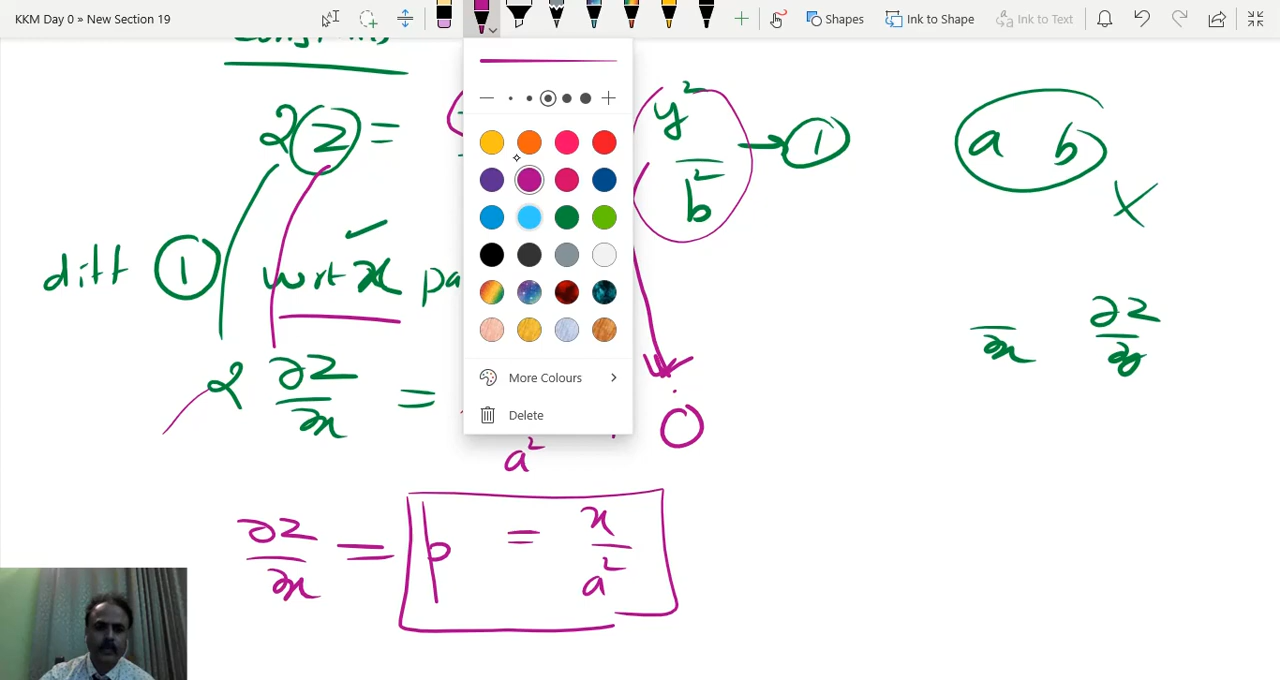 KKM Day 0 » New Section 19
Shapes Ink to Shape Ink to Text
2z = y² / b² → ①
a b
X
diff ① wrt x pa
More Colours
Delete
2 ∂z/∂x = a² 0
∂x ∂z/∂y
∂z/∂x = p = x/a²